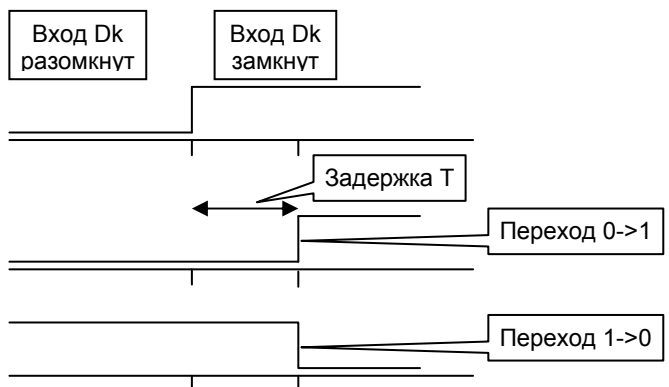 Вход Dk
разомкнут
Вход Dk
замкнут
Задержка T
Переход 0->1
Переход 1->0